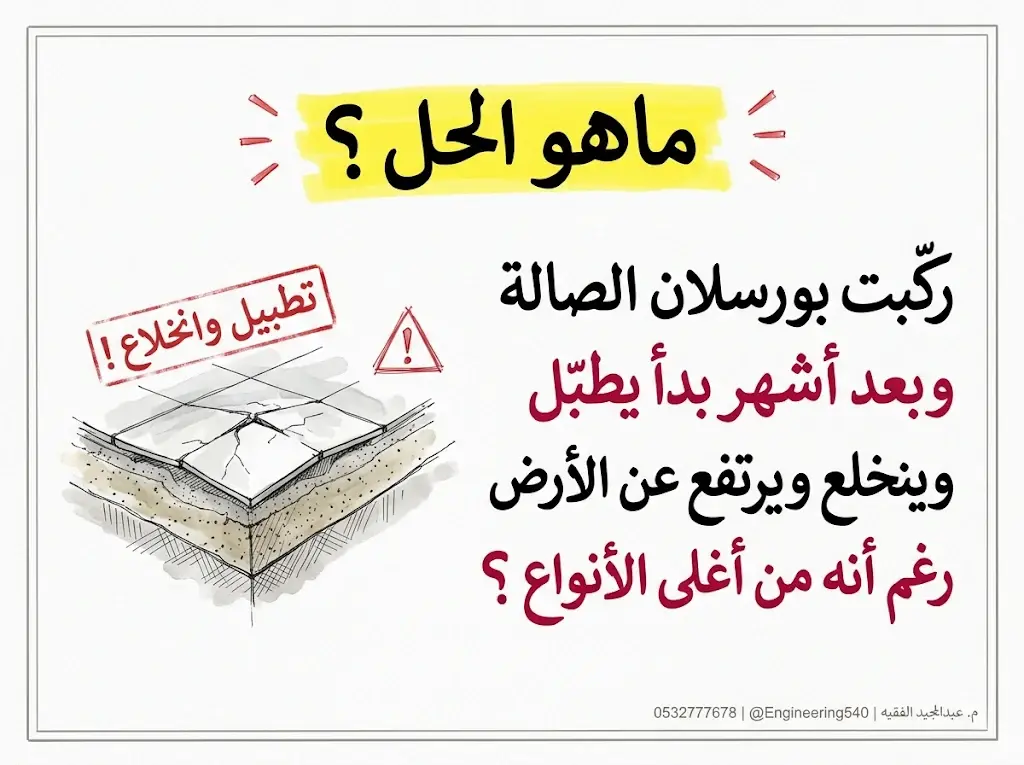 ماهو الحل ؟
ركّبت بورسلان الصالة
وبعد أشهر بدأ يطبّل
وينخلع ويرتفع عن الأرض
رغم أنه من أغلى الأنواع ؟
تطبيل وانخلاع !
!
م. عبدالمجيد الفقيه | @Engineering540 | 0532777678